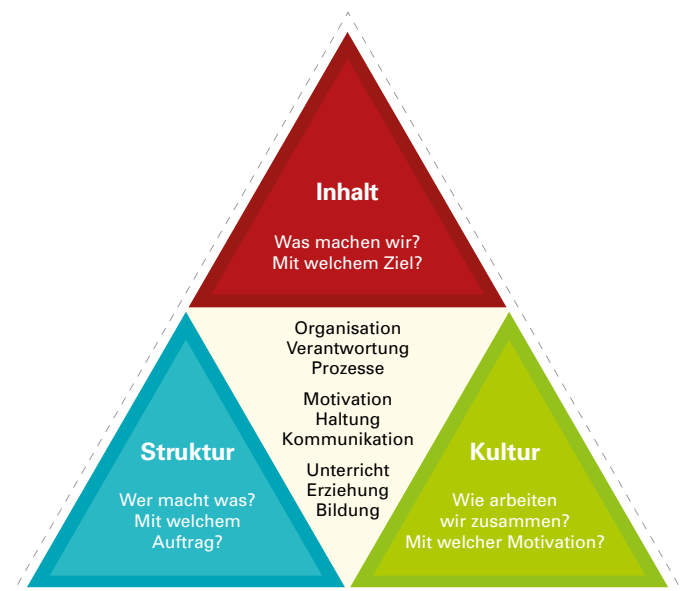 Inhalt
Was machen wir?
Mit welchem Ziel?
Organisation
Verantwortung
Prozesse
Motivation
Haltung
Kommunikation
Unterricht
Erziehung
Bildung
Struktur
Wer macht was?
Mit welchem
Auftrag?
Kultur
Wie arbeiten
wir zusammen?
Mit welcher Motivation?